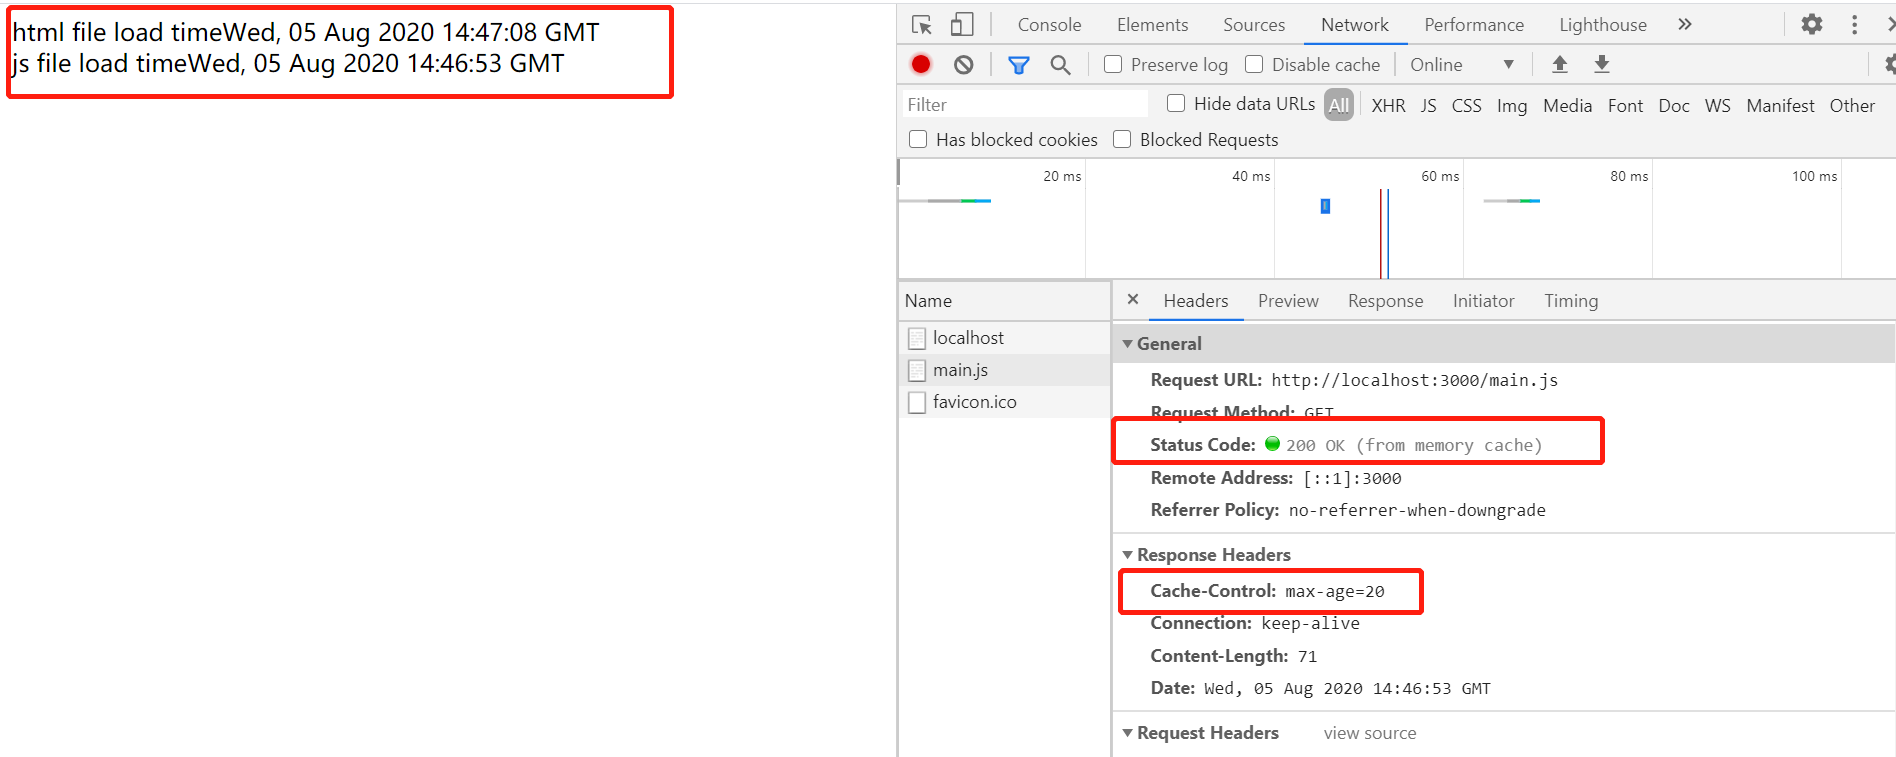 html file load timeWed, 05 Aug 2020 14:47:08 GMT
js file load timeWed, 05 Aug 2020 14:46:53 GMT
Console Elements Sources Network Performance Lighthouse »
Preserve log Disable cache Online ▼
Filter Hide data URLs All XHR JS CSS Img Media Font Doc WS Manifest Other
Has blocked cookies Blocked Requests
20 ms 40 ms 60 ms 80 ms 100 ms
Name
localhost
main.js
favicon.ico
× Headers Preview Response Initiator Timing
▼ General
Request URL: http://localhost:3000/main.js
Request Method: GET
Status Code: 200 OK (from memory cache)
Remote Address: [::1]:3000
Referrer Policy: no-referrer-when-downgrade
▼ Response Headers
Cache-Control: max-age=20
Connection: keep-alive
Content-Length: 71
Date: Wed, 05 Aug 2020 14:46:53 GMT
▼ Request Headers view source